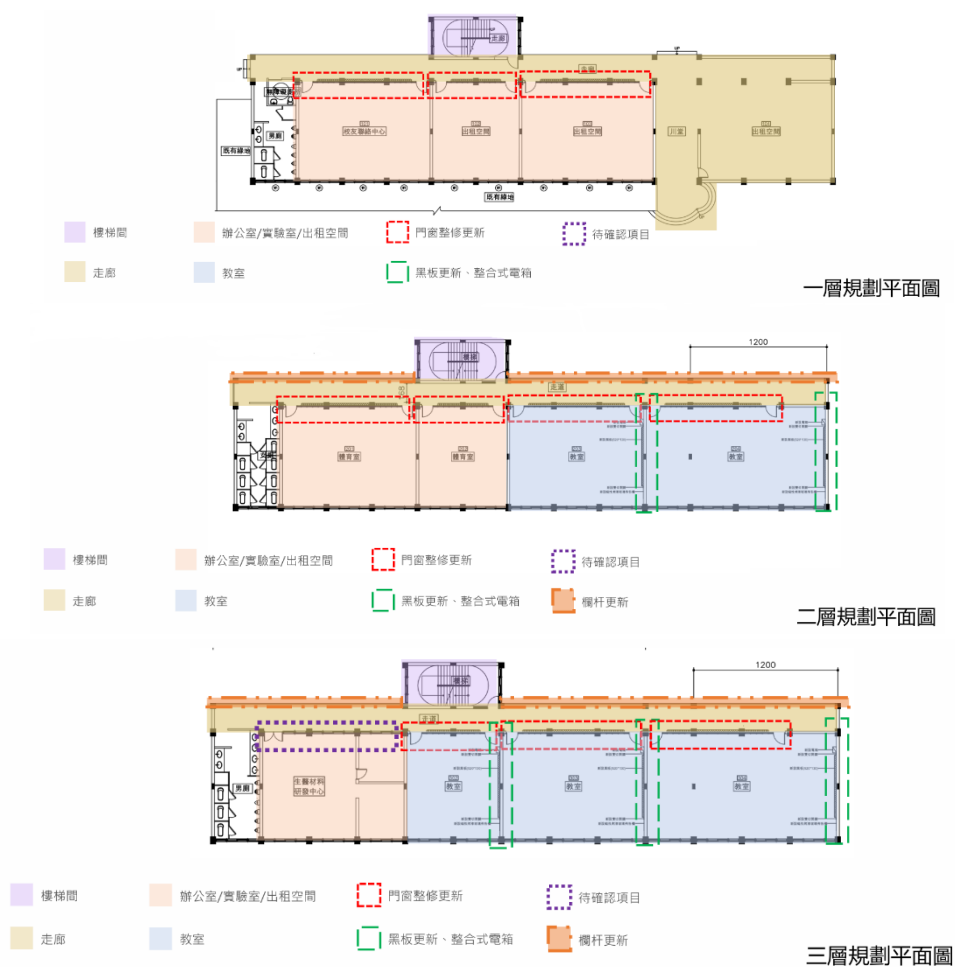 走廊
UP
UP
走廊
無障礙
男廁
校友聯絡中心
出租空間
出租空間
川堂
出租空間
既有綠地
既有綠地
UP
樓梯間
辦公室/實驗室/出租空間
門窗整修更新
待確認項目
走廊
教室
黑板更新、整合式電箱
一層規劃平面圖
1200
樓梯
走道
體育室
體育室
教室
教室
樓梯間
辦公室/實驗室/出租空間
門窗整修更新
待確認項目
走廊
教室
黑板更新、整合式電箱
欄杆更新
二層規劃平面圖
1200
樓梯
走道
男廁
生醫材料
研發中心
教室
教室
教室
樓梯間
辦公室/實驗室/出租空間
門窗整修更新
待確認項目
走廊
教室
黑板更新、整合式電箱
欄杆更新
三層規劃平面圖